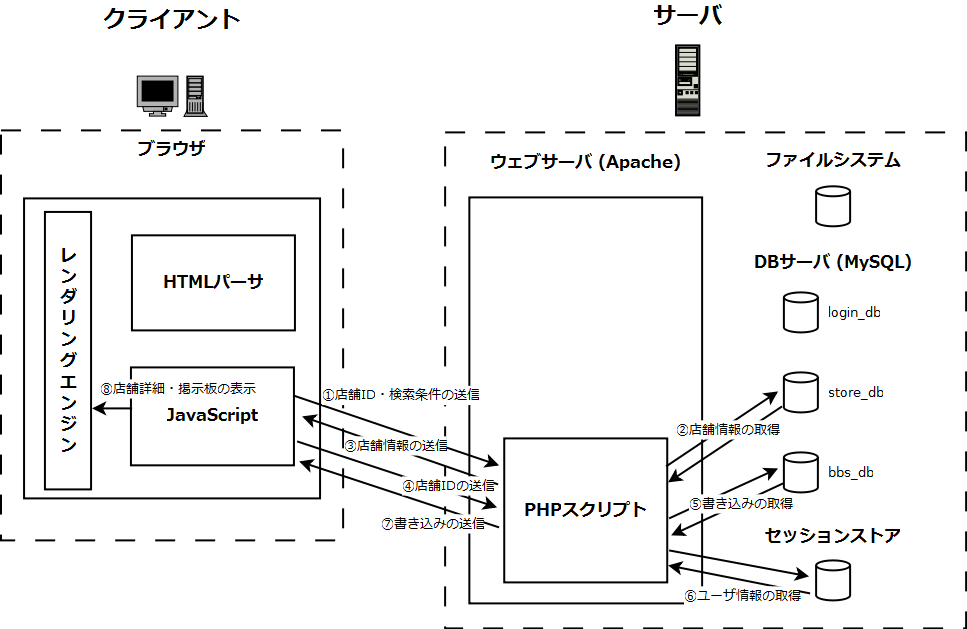 クライアント
サーバ
ブラウザ
ウェブサーバ (Apache)
ファイルシステム
DBサーバ (MySQL)
レンダリングエンジン
HTMLパーサ
login_db
⑧店舗詳細・掲示板の表示
JavaScript
①店舗ID・検索条件の送信
store_db
②店舗情報の取得
③店舗情報の送信
④店舗IDの送信
bbs_db
⑤書き込みの取得
PHPスクリプト
⑦書き込みの送信
セッションストア
⑥ユーザ情報の取得